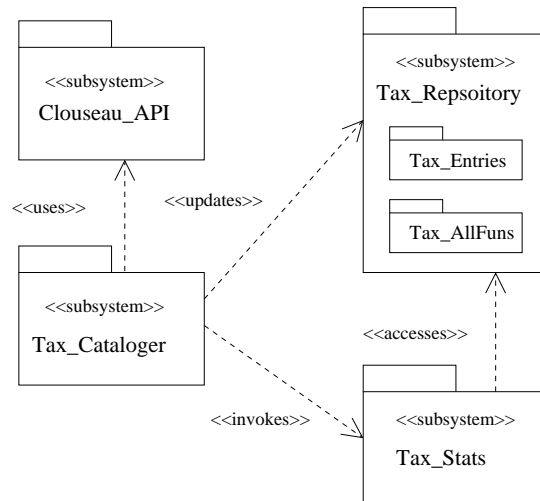 <<subsystem>>
Clouseau_API
<<subsystem>>
Tax_Repsoitory
Tax_Entries
Tax_AllFuns
<<uses>>
<<updates>>
<<subsystem>>
Tax_Cataloger
<<accesses>>
<<invokes>>
<<subsystem>>
Tax_Stats